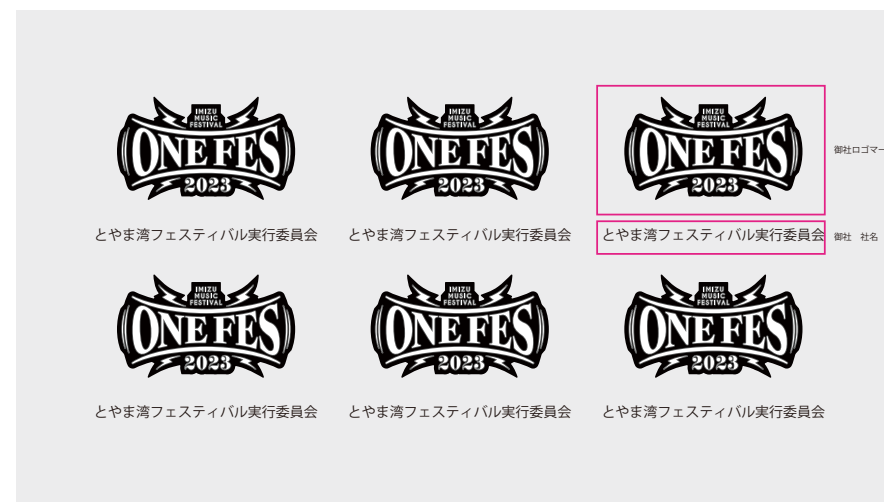 IMIZU
MUSIC
FESTIVAL
ONE FES
2023
IMIZU
MUSIC
FESTIVAL
ONE FES
2023
IMIZU
MUSIC
FESTIVAL
ONE FES
2023
御社ロゴマー
とやま湾フェスティバル実行委員会
とやま湾フェスティバル実行委員会
とやま湾フェスティバル実行委員会
御社　社名
IMIZU
MUSIC
FESTIVAL
ONE FES
2023
IMIZU
MUSIC
FESTIVAL
ONE FES
2023
IMIZU
MUSIC
FESTIVAL
ONE FES
2023
とやま湾フェスティバル実行委員会
とやま湾フェスティバル実行委員会
とやま湾フェスティバル実行委員会